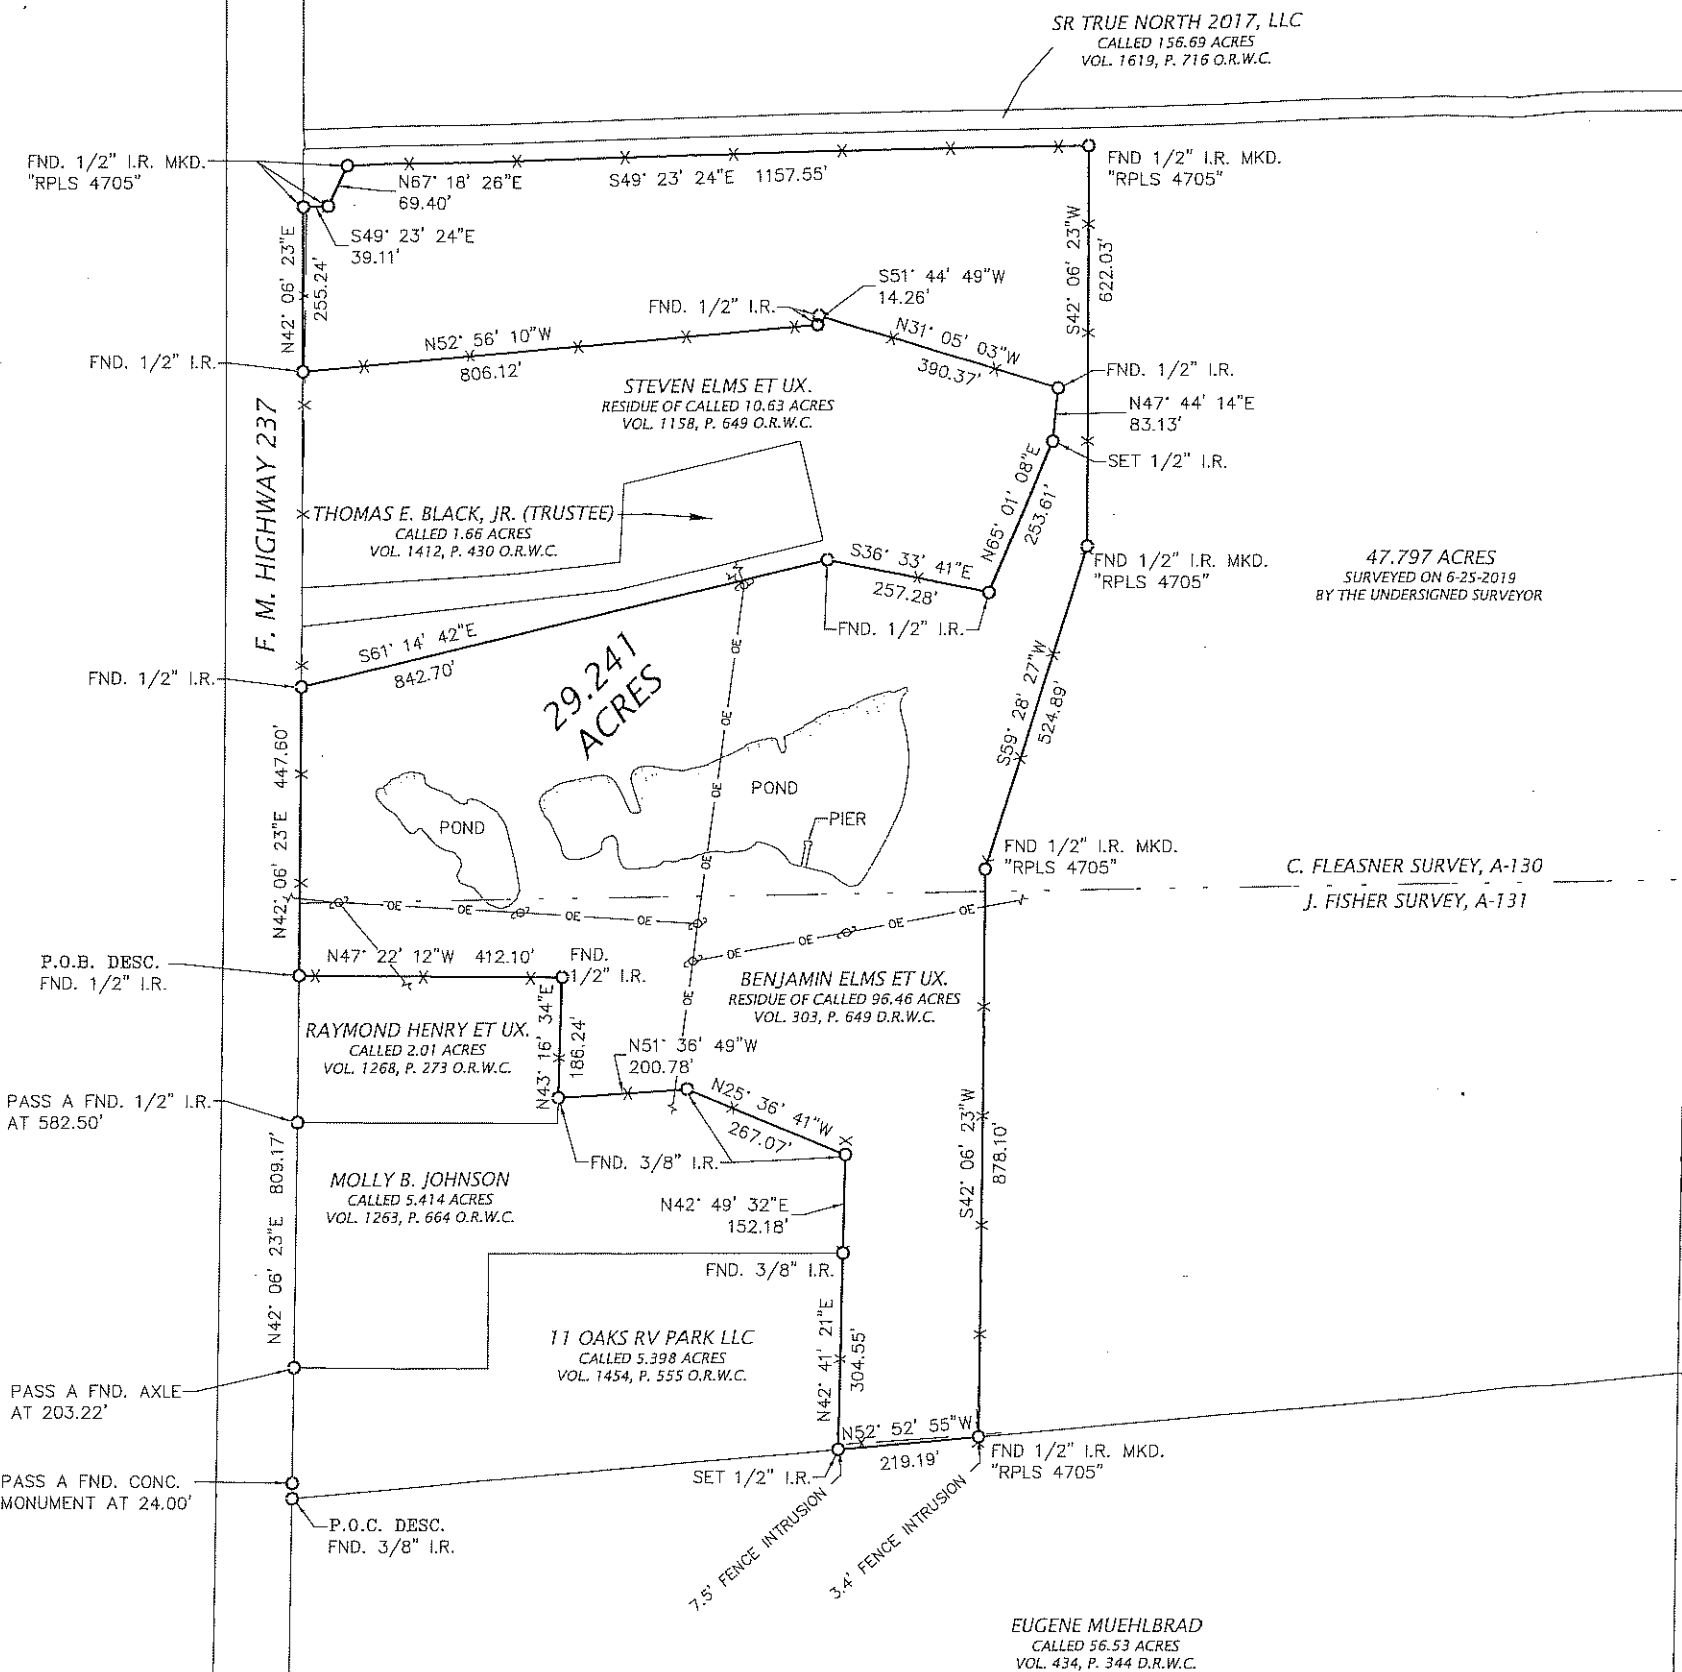 SR TRUE NORTH 2017, LLC
CALLED 156.69 ACRES
VOL. 1619, P. 716 O.R.W.C.
FND. 1/2" I.R. MKD.
"RPLS 4705"
N67° 18' 26"E
69.40'
S49° 23' 24"E 1157.55'
FND 1/2" I.R. MKD.
"RPLS 4705"
S49° 23' 24"E
39.11'
N42° 06' 23"E
255.24'
S42° 06' 23"W
622.03'
S51° 44' 49"W
14.26'
FND. 1/2" I.R.
N31° 05' 03"W
390.37'
N52° 56' 10"W
806.12'
FND. 1/2" I.R.
FND. 1/2" I.R.
STEVEN ELMS ET UX.
RESIDUE OF CALLED 10.63 ACRES
VOL. 1158, P. 649 O.R.W.C.
N47° 44' 14"E
83.13'
SET 1/2" I.R.
F. M. HIGHWAY 237
THOMAS E. BLACK, JR. (TRUSTEE)
CALLED 1.66 ACRES
VOL. 1412, P. 430 O.R.W.C.
N65° 01' 08"E
253.61'
S36° 33' 41"E
257.28'
FND 1/2" I.R. MKD.
"RPLS 4705"
47.797 ACRES
SURVEYED ON 6-25-2019
BY THE UNDERSIGNED SURVEYOR
FND. 1/2" I.R.
S61° 14' 42"E
842.70'
FND. 1/2" I.R.
29.241
ACRES
OE
OE
OE
OE
S59° 28' 27"W
524.89'
N42° 06' 23"E 447.60'
POND
POND
PIER
FND 1/2" I.R. MKD.
"RPLS 4705"
C. FLEASNER SURVEY, A-130
J. FISHER SURVEY, A-131
OE
OE
OE
OE
OE
OE
OE
P.O.B. DESC.
FND. 1/2" I.R.
N47° 22' 12"W 412.10'
FND.
1/2" I.R.
BENJAMIN ELMS ET UX.
RESIDUE OF CALLED 96.46 ACRES
VOL. 303, P. 649 D.R.W.C.
RAYMOND HENRY ET UX.
CALLED 2.01 ACRES
VOL. 1268, P. 273 O.R.W.C.
N43° 16' 34"E
186.24'
N51° 36' 49"W
200.78'
N25° 36' 41"W
267.07'
PASS A FND. 1/2" I.R.
AT 582.50'
FND. 3/8" I.R.
MOLLY B. JOHNSON
CALLED 5.414 ACRES
VOL. 1263, P. 664 O.R.W.C.
N42° 49' 32"E
152.18'
S42° 06' 23"W
878.10'
N42° 06' 23"E 809.17'
FND. 3/8" I.R.
11 OAKS RV PARK LLC
CALLED 5.398 ACRES
VOL. 1454, P. 555 O.R.W.C.
N42° 41' 21"E
304.55'
PASS A FND. AXLE
AT 203.22'
N52° 52' 55"W
219.19'
FND 1/2" I.R. MKD.
"RPLS 4705"
SET 1/2" I.R.
PASS A FND. CONC.
MONUMENT AT 24.00'
P.O.C. DESC.
FND. 3/8" I.R.
7.5' FENCE INTRUSION
3.4' FENCE INTRUSION
EUGENE MUEHLBRAD
CALLED 56.53 ACRES
VOL. 434, P. 344 D.R.W.C.